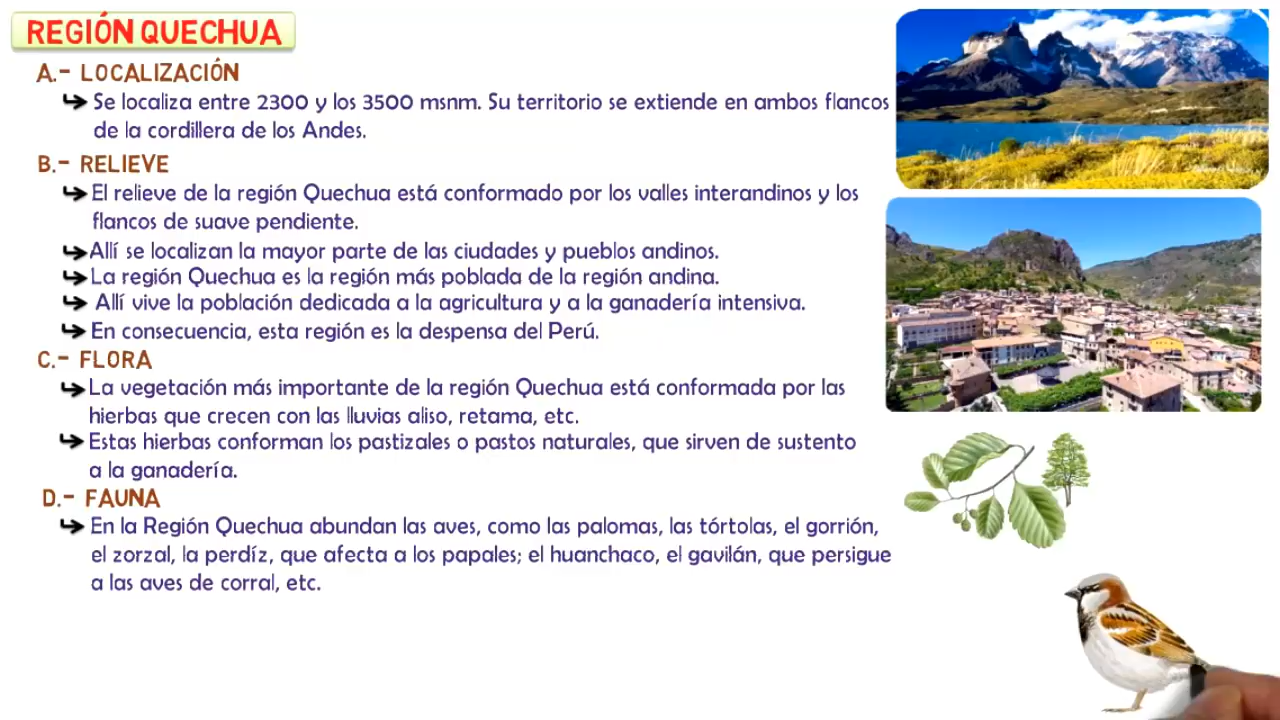 REGIÓN QUECHUA
A.- LOCALIZACIÓN
Se localiza entre 2300 y los 3500 msnm. Su territorio se extiende en ambos flancos
de la cordillera de los Andes.
B.- RELIEVE
El relieve de la región Quechua está conformado por los valles interandinos y los
flancos de suave pendiente.
Allí se localizan la mayor parte de las ciudades y pueblos andinos.
La región Quechua es la región más poblada de la región andina.
Allí vive la población dedicada a la agricultura y a la ganadería intensiva.
En consecuencia, esta región es la despensa del Perú.
C.- FLORA
La vegetación más importante de la región Quechua está conformada por las
hierbas que crecen con las lluvias aliso, retama, etc.
Estas hierbas conforman los pastizales o pastos naturales, que sirven de sustento
a la ganadería.
D.- FAUNA
En la Región Quechua abundan las aves, como las palomas, las tórtolas, el gorrión,
el zorzal, la perdíz, que afecta a los papales; el huanchaco, el gavilán, que persigue
a las aves de corral, etc.